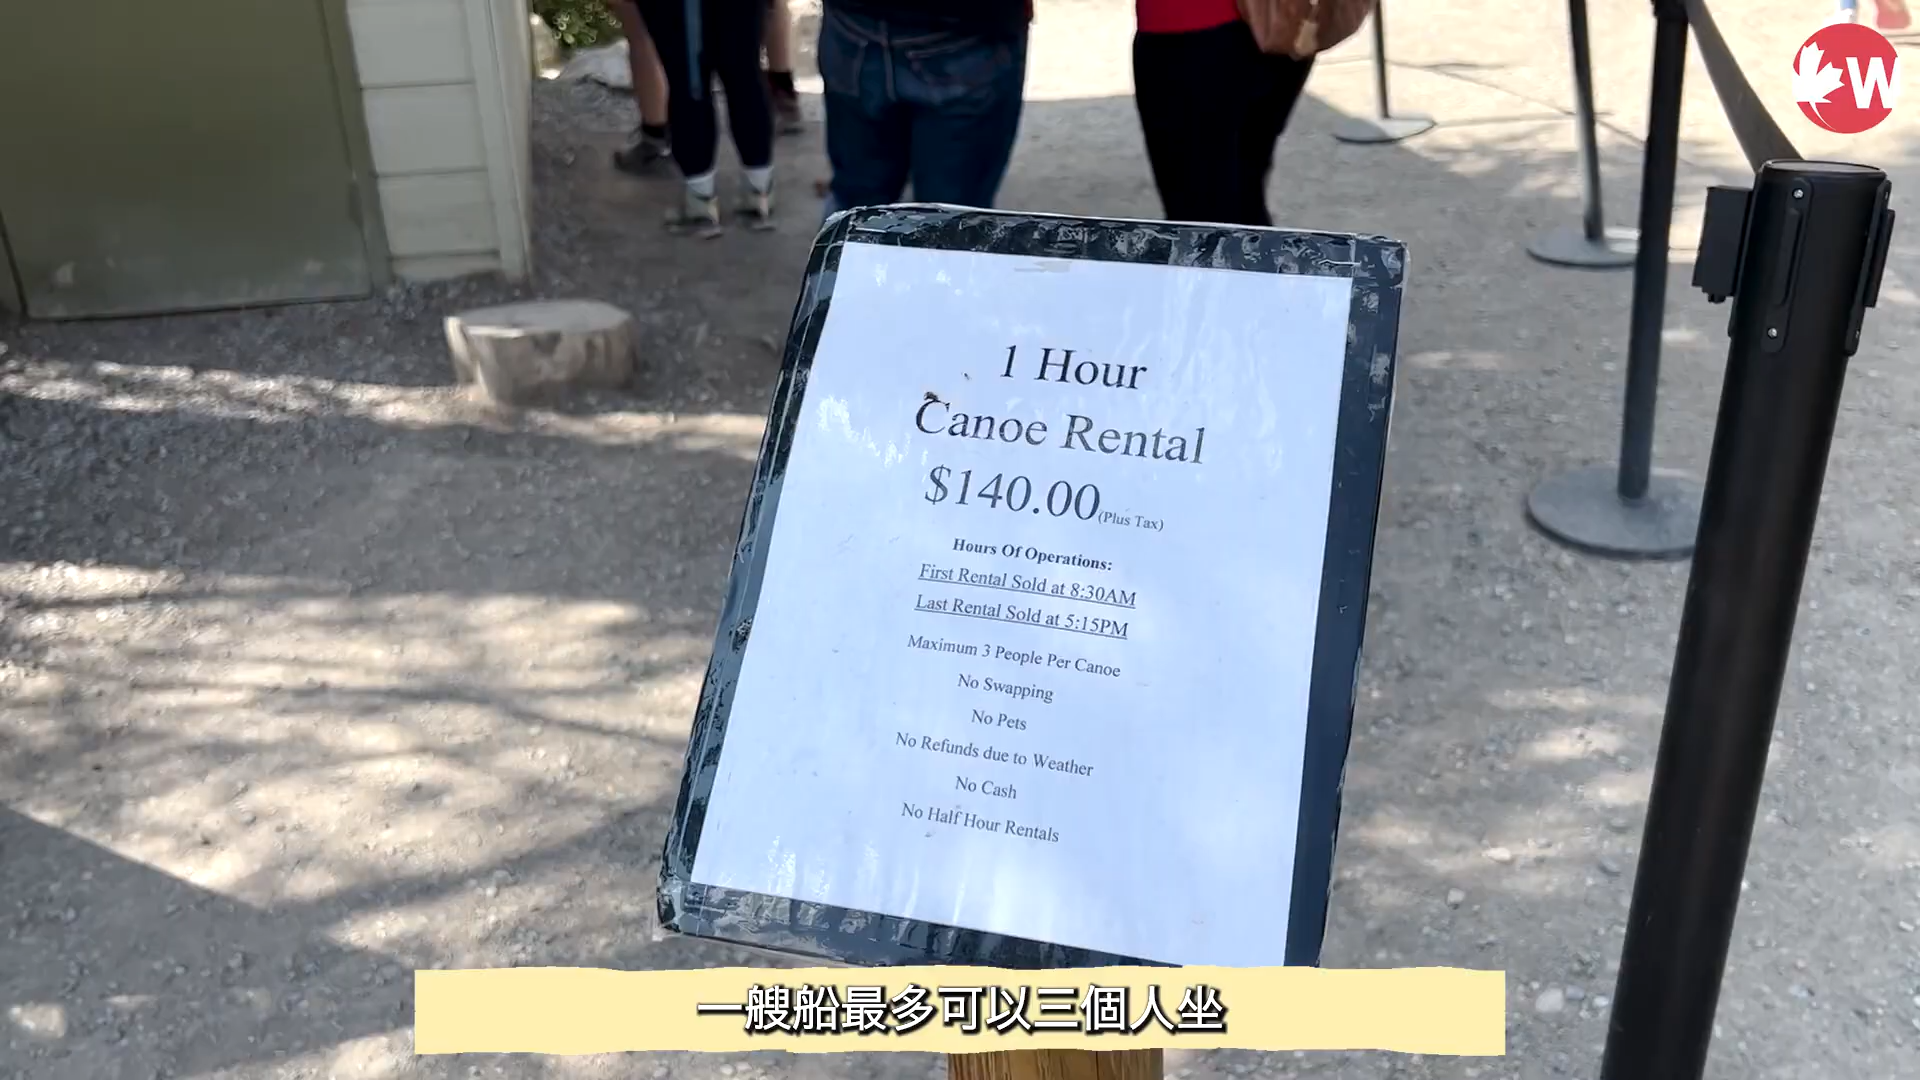 W
1 Hour
Canoe Rental
$140.00(Plus Tax)
Hours Of Operations:
First Rental Sold at 8:30AM
Last Rental Sold at 5:15PM
Maximum 3 People Per Canoe
No Swapping
No Pets
No Refunds due to Weather
No Cash
No Half Hour Rentals
一艘船最多可以三個人坐